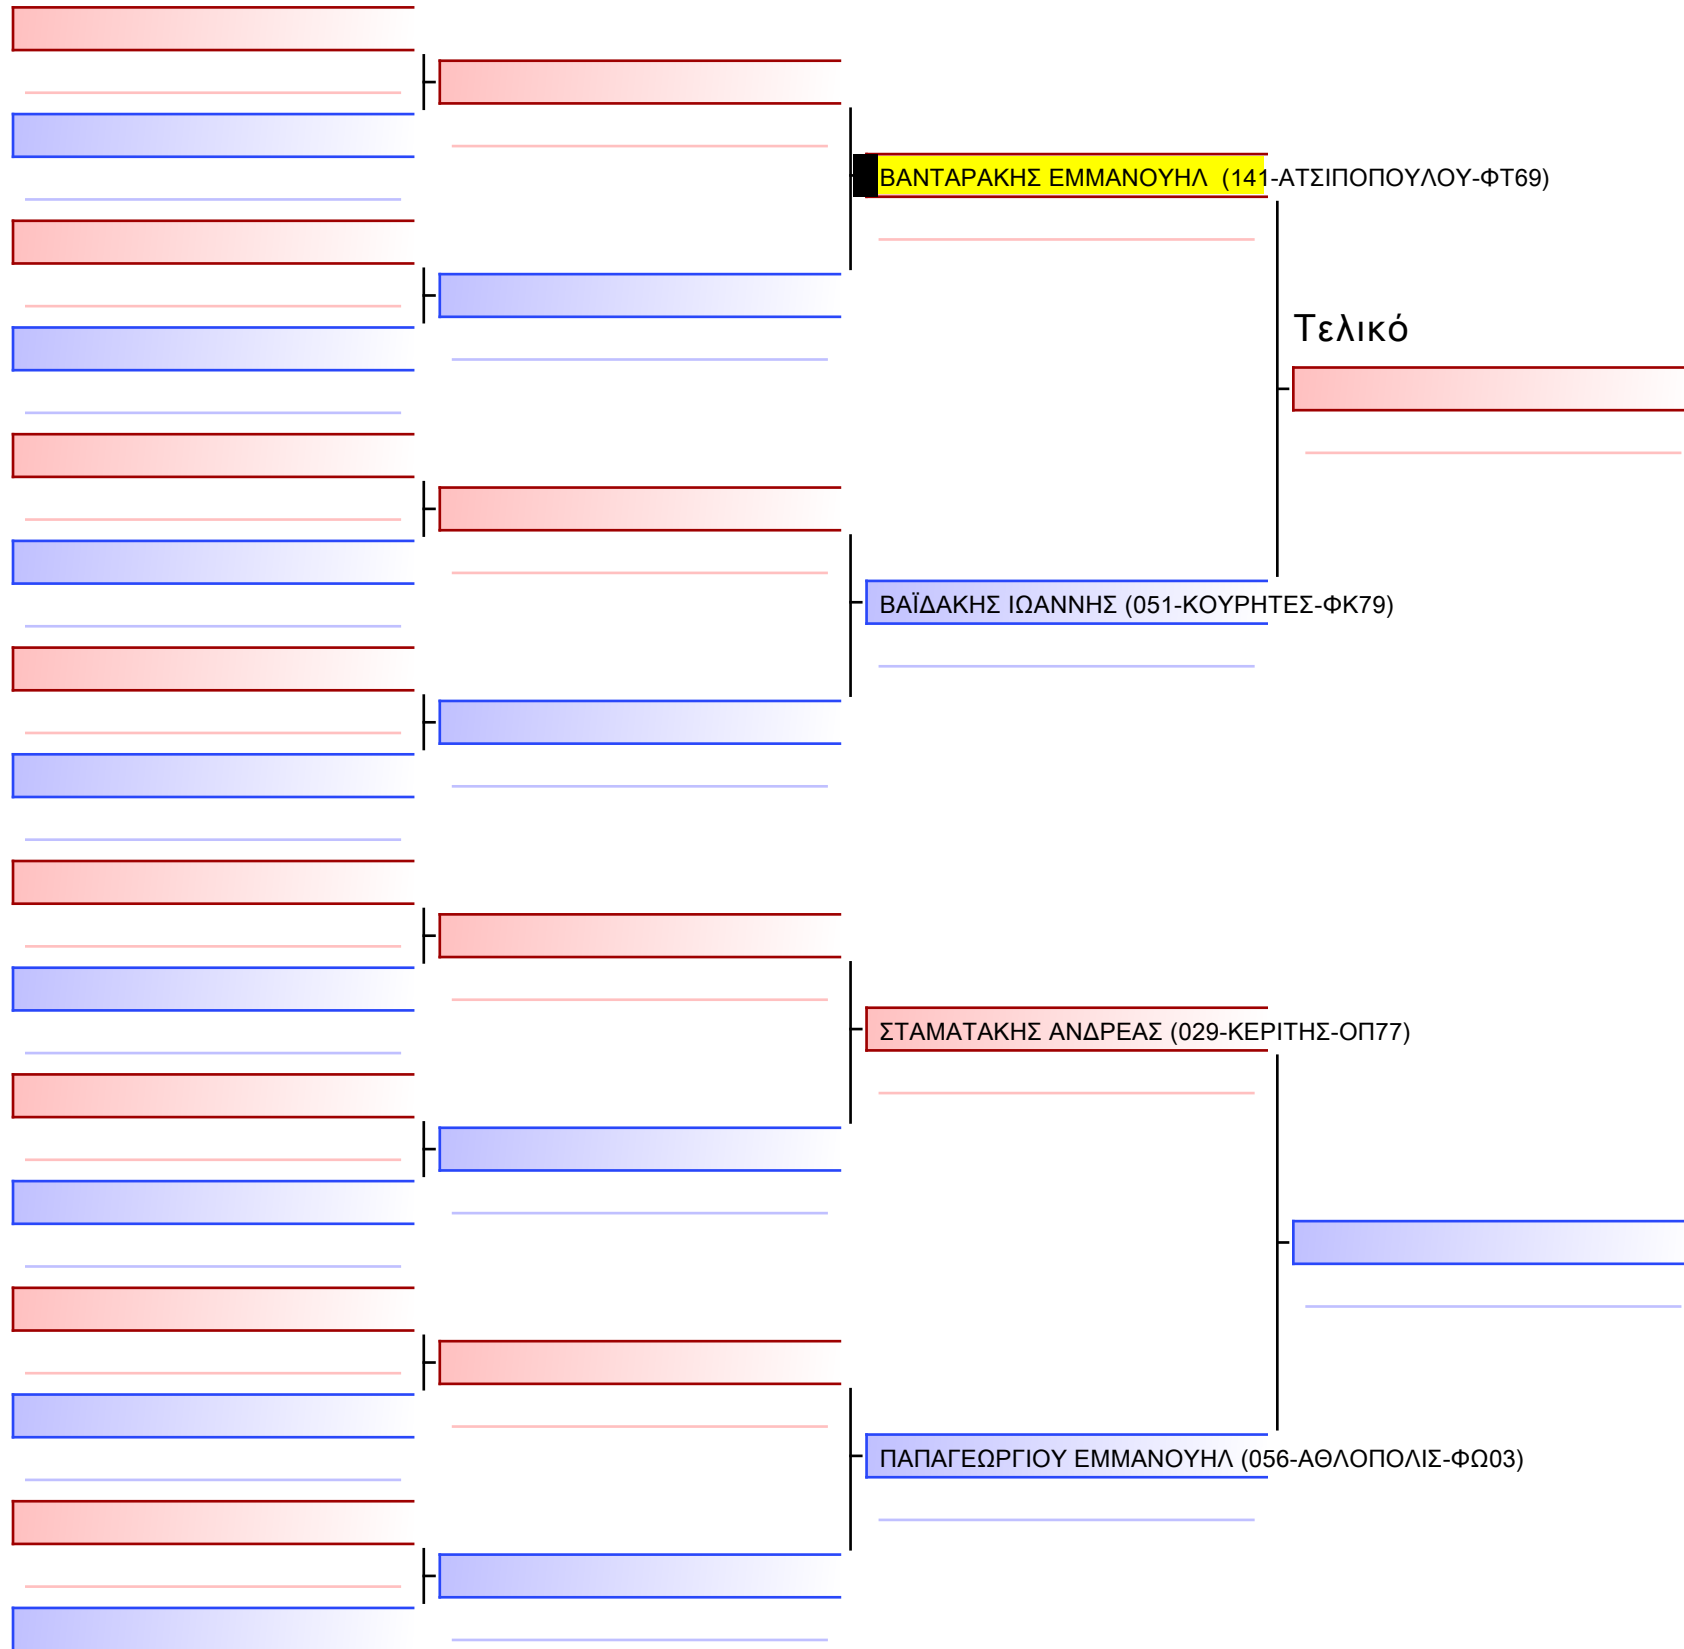 ΒΑΝΤΑΡΑΚΗΣ ΕΜΜΑΝΟΥΗΛ (141-ΑΤΣΙΠΟΠΟΥΛΟΥ-ΦΤ69)
Τελικό
ΒΑΪΔΑΚΗΣ ΙΩΑΝΝΗΣ (051-ΚΟΥΡΗΤΕΣ-ΦΚ79)
ΣΤΑΜΑΤΑΚΗΣ ΑΝΔΡΕΑΣ (029-ΚΕΡΙΤΗΣ-ΟΠ77)
ΠΑΠΑΓΕΩΡΓΙΟΥ ΕΜΜΑΝΟΥΗΛ (056-ΑΘΛΟΠΟΛΙΣ-ΦΩ03)